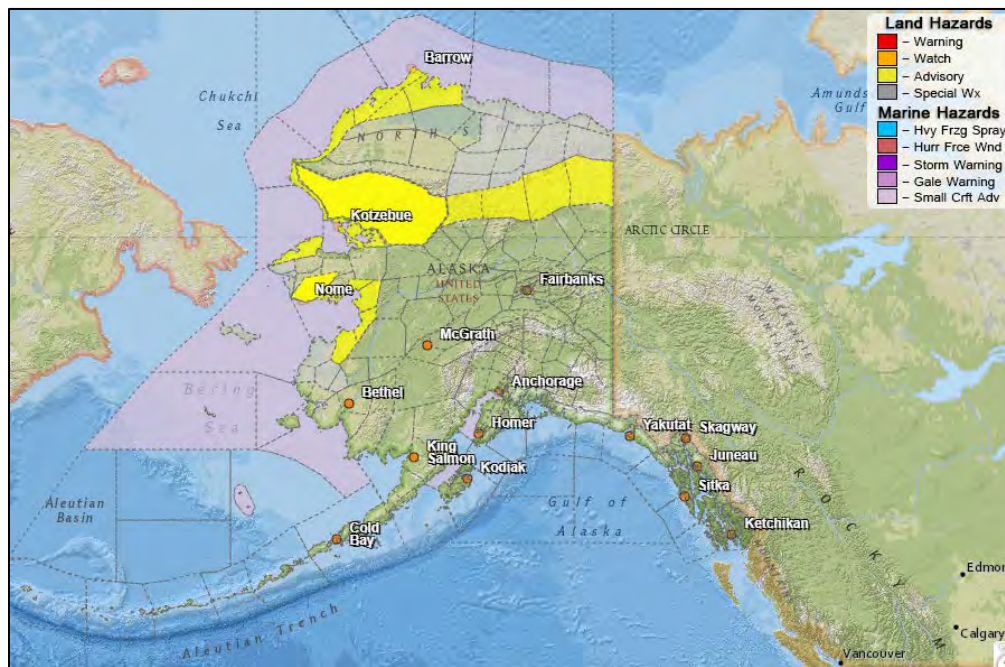 Land Hazards
– Warning
– Watch
– Advisory
– Special Wx
Marine Hazards
– Hvy Frzg Spray
– Hurr Frce Wnd
– Storm Warning
– Gale Warning
– Small Crft Adv
Barrow
Chukchi
Sea
Amunds
Gulf
NORTH S
Kotzebue
ARCTIC CIRCLE
ALASKA
UNITED
STATES
Fairbanks
Nome
McGrath
Bering
Sea
Bethel
Anchorage
Homer
Yakutat
Skagway
King
Salmon
Juneau
Kodiak
Sitka
Aleutian
Basin
Gulf of
Alaska
Ketchikan
Cold
Bay
ROCKY M
Edmon
Aleutian Trench
Calgary
Vancouver